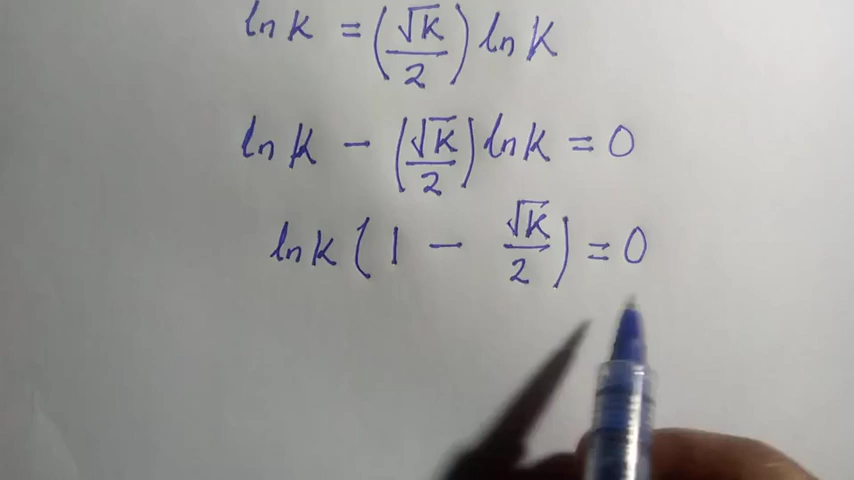 ln K = (√K/2) ln K
ln K - (√K/2) ln K = 0
ln K (1 - √K/2) = 0